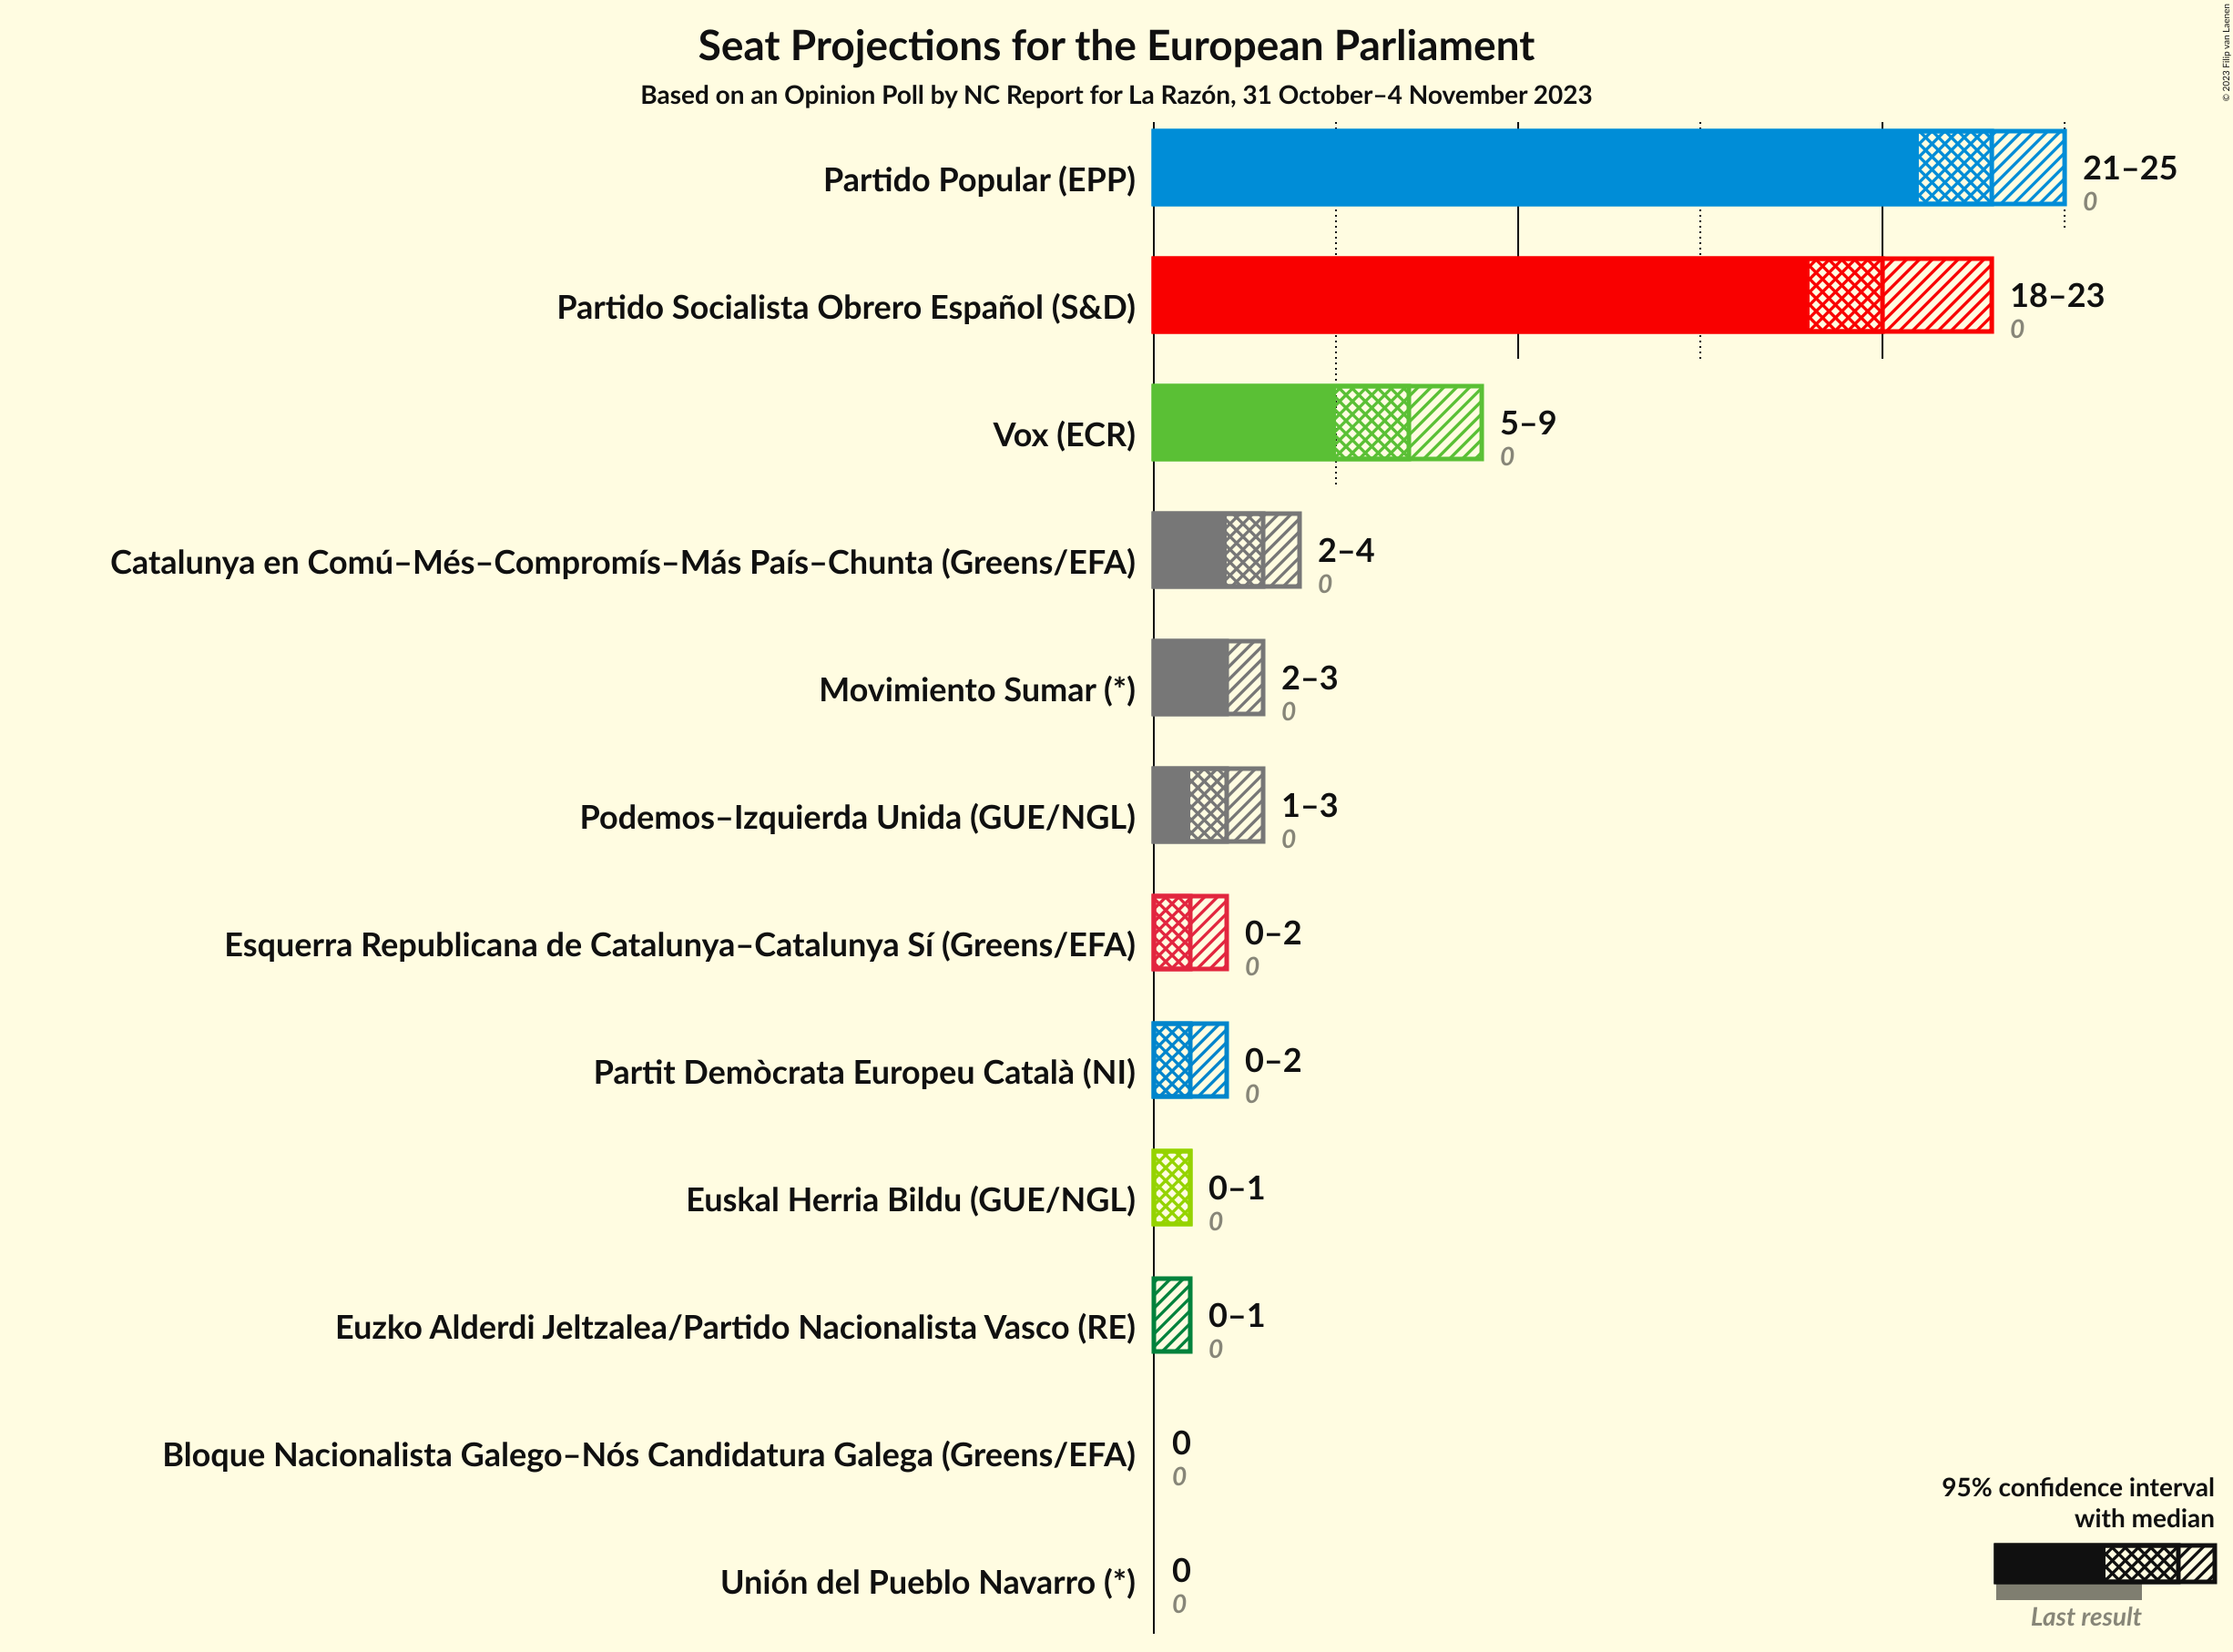 Seat Projections for the European Parliament
Based on an Opinion Poll by NC Report for La Razón, 31 October–4 November 2023
© 2023 Filip van Laenen
Partido Popular (EPP)
21–25
0
Partido Socialista Obrero Español (S&D)
18–23
0
Vox (ECR)
5–9
0
Catalunya en Comú–Més–Compromís–Más País–Chunta (Greens/EFA)
2–4
0
Movimiento Sumar (*)
2–3
0
Podemos–Izquierda Unida (GUE/NGL)
1–3
0
Esquerra Republicana de Catalunya–Catalunya Sí (Greens/EFA)
0–2
0
Partit Demòcrata Europeu Català (NI)
0–2
0
Euskal Herria Bildu (GUE/NGL)
0–1
0
Euzko Alderdi Jeltzalea/Partido Nacionalista Vasco (RE)
0–1
0
Bloque Nacionalista Galego–Nós Candidatura Galega (Greens/EFA)
0
0
Unión del Pueblo Navarro (*)
0
0
95% confidence interval
with median
Last result